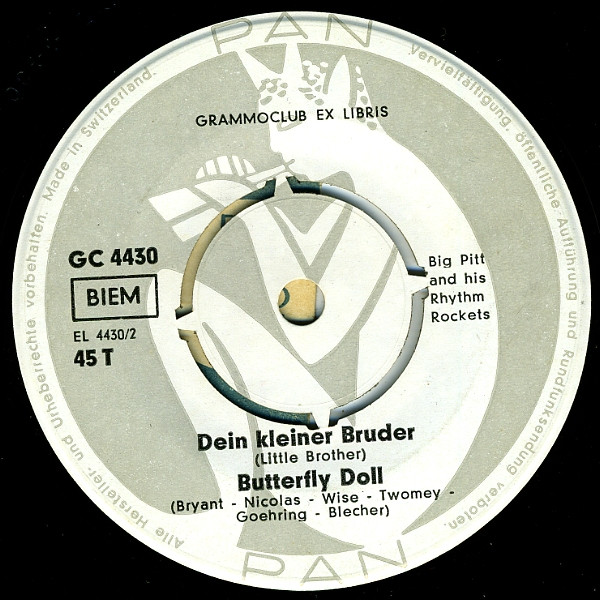 PAN
GRAMMOCLUB EX LIBRIS
GC 4430
BIEM
EL 4430/2
45 T
Big Pitt
and his
Rhythm
Rockets
Dein kleiner Bruder
(Little Brother)
Butterfly Doll
(Bryant - Nicolas - Wise - Twomey -
Goehring - Blecher)
PAN
Alle Hersteller- und Urheberrechte vorbehalten. Made in Switzerland.
Vervielfältigung, öffentliche Aufführung und Rundfunksendung verboten.